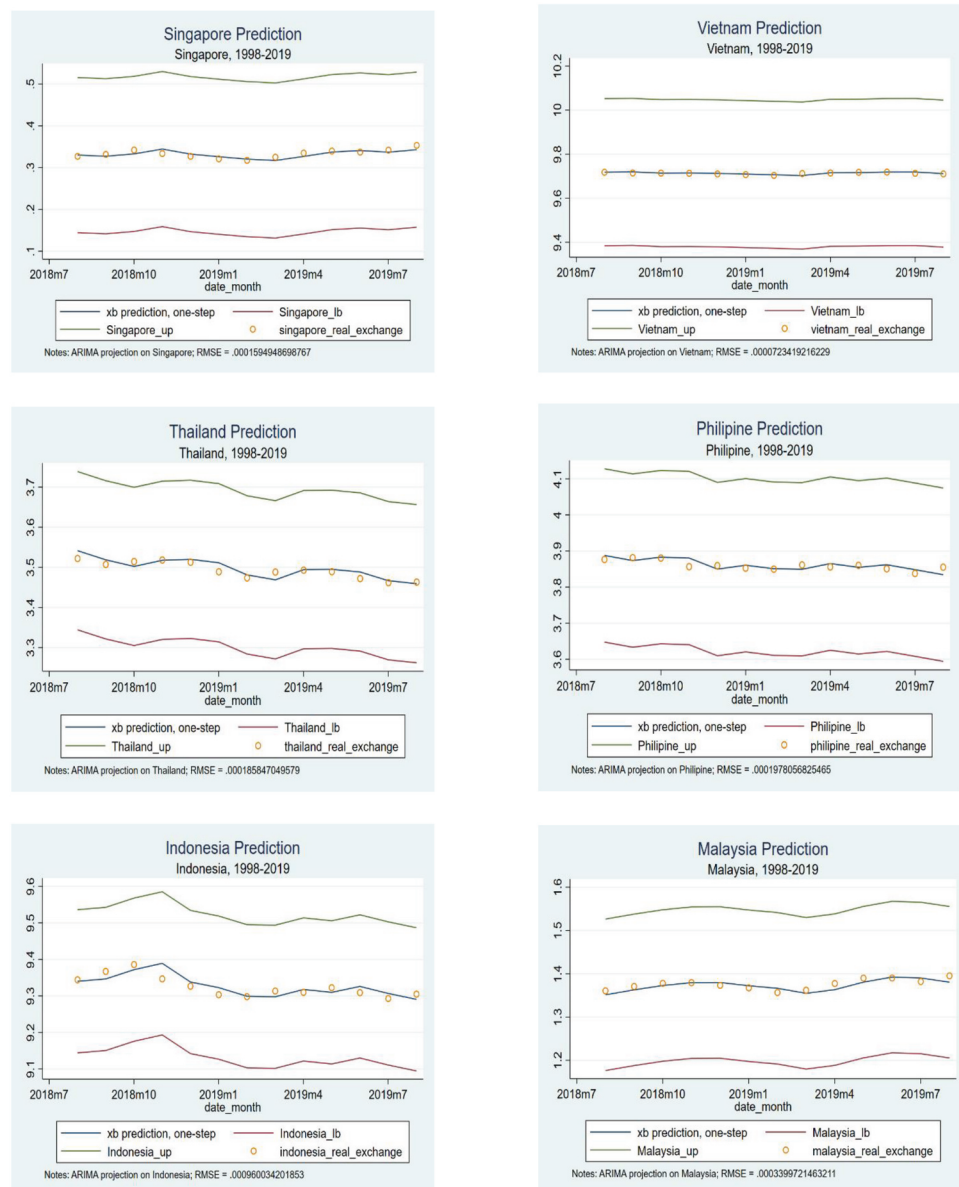 Singapore Prediction
Singapore, 1998-2019
.5
.4
.3
.2
.1
2018m7 2018m10 2019m1 2019m4 2019m7
date_month
xb prediction, one-step Singapore_lb
Singapore_up singapore_real_exchange
Notes: ARIMA projection on Singapore; RMSE = .0001594948698767
Vietnam Prediction
Vietnam, 1998-2019
10.2
10
9.8
9.6
9.4
2018m7 2018m10 2019m1 2019m4 2019m7
date_month
xb prediction, one-step Vietnam_lb
Vietnam_up vietnam_real_exchange
Notes: ARIMA projection on Vietnam; RMSE = .0000723419216229
Thailand Prediction
Thailand, 1998-2019
3.7
3.6
3.5
3.4
3.3
2018m7 2018m10 2019m1 2019m4 2019m7
date_month
xb prediction, one-step Thailand_lb
Thailand_up thailand_real_exchange
Notes: ARIMA projection on Thailand; RMSE = .000185847049579
Philipine Prediction
Philipine, 1998-2019
4.1
4
3.9
3.8
3.7
3.6
2018m7 2018m10 2019m1 2019m4 2019m7
date_month
xb prediction, one-step Philipine_lb
Philipine_up philipine_real_exchange
Notes: ARIMA projection on Philipine; RMSE = .0001978056825465
Indonesia Prediction
Indonesia, 1998-2019
9.6
9.5
9.4
9.3
9.2
9.1
2018m7 2018m10 2019m1 2019m4 2019m7
date_month
xb prediction, one-step Indonesia_lb
Indonesia_up indonesia_real_exchange
Notes: ARIMA projection on Indonesia; RMSE = .000960034201853
Malaysia Prediction
Malaysia, 1998-2019
1.6
1.5
1.4
1.3
1.2
2018m7 2018m10 2019m1 2019m4 2019m7
date_month
xb prediction, one-step Malaysia_lb
Malaysia_up malaysia_real_exchange
Notes: ARIMA projection on Malaysia; RMSE = .0003399721463211